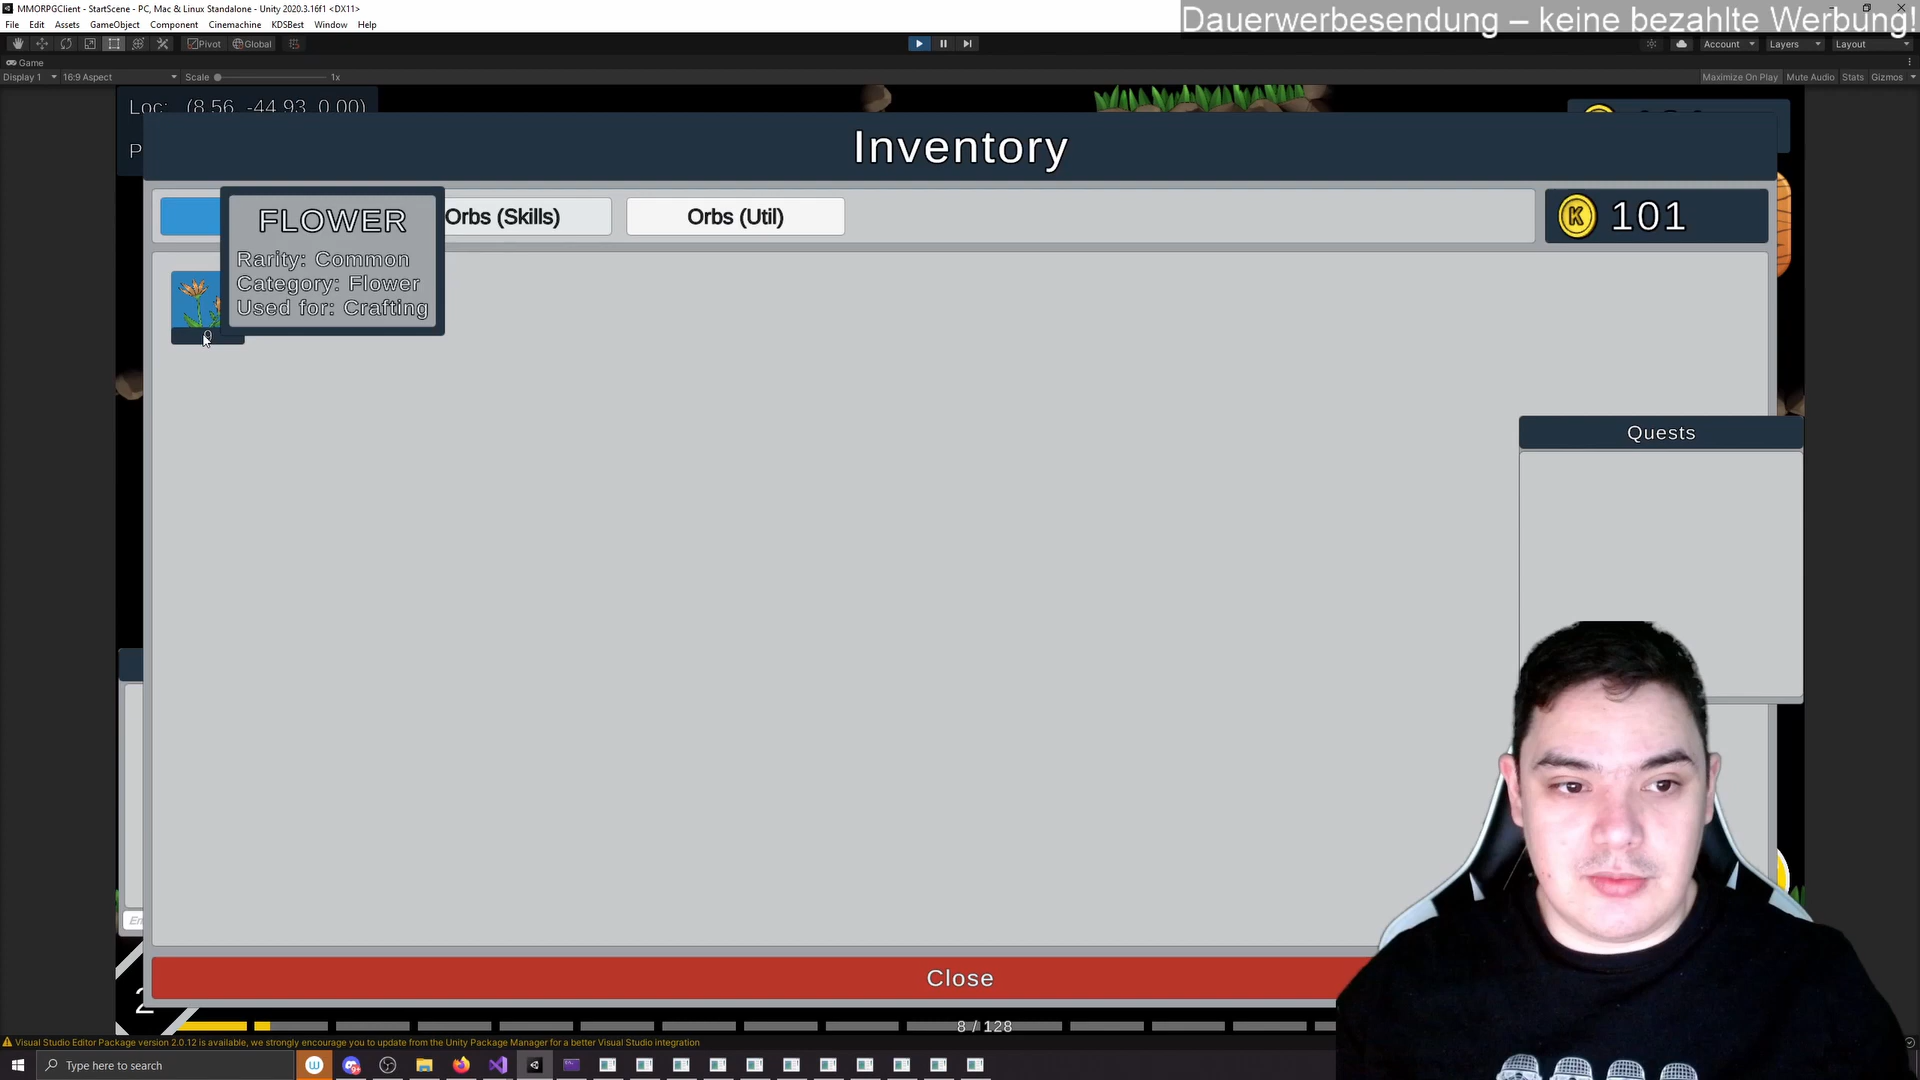 MMORPGClient - StartScene - PC, Mac & Linux Standalone - Unity 2020.3.16f1 <DX11>
Dauerwerbesendung – keine bezahlte Werbung!
File Edit Assets GameObject Component Cinemachine KDSBest Window Help
Pivot Global
Account Layers Layout
Game
Display 1 16:9 Aspect Scale 1x
Maximize On Play Mute Audio Stats Gizmos
Loc: (8.56, -44.93, 0.00)
P
Inventory
Orbs (Skills)
Orbs (Util)
K 101
FLOWER
Rarity: Common
Category: Flower
Used for: Crafting
Quests
En
Close
2
8 / 128
Visual Studio Editor Package version 2.0.12 is available, we strongly encourage you to update from the Unity Package Manager for a better Visual Studio integration
Type here to search